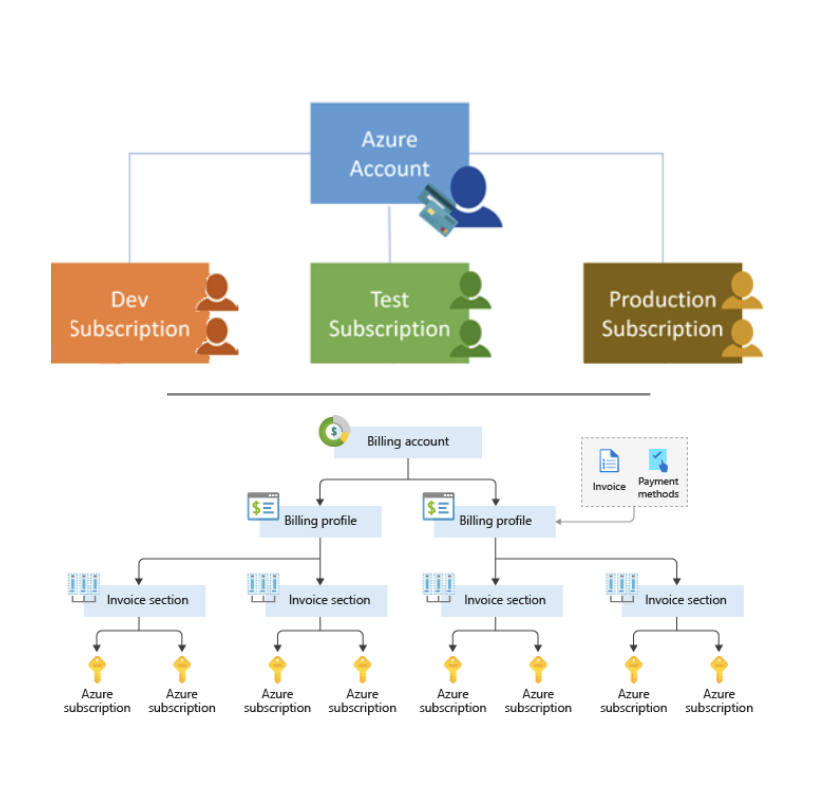 Azure
Account
Dev
Subscription
Test
Subscription
Production
Subscription
Billing account
Invoice
Payment
methods
Billing profile
Billing profile
Invoice section
Invoice section
Invoice section
Invoice section
Azure
subscription
Azure
subscription
Azure
subscription
Azure
subscription
Azure
subscription
Azure
subscription
Azure
subscription
Azure
subscription